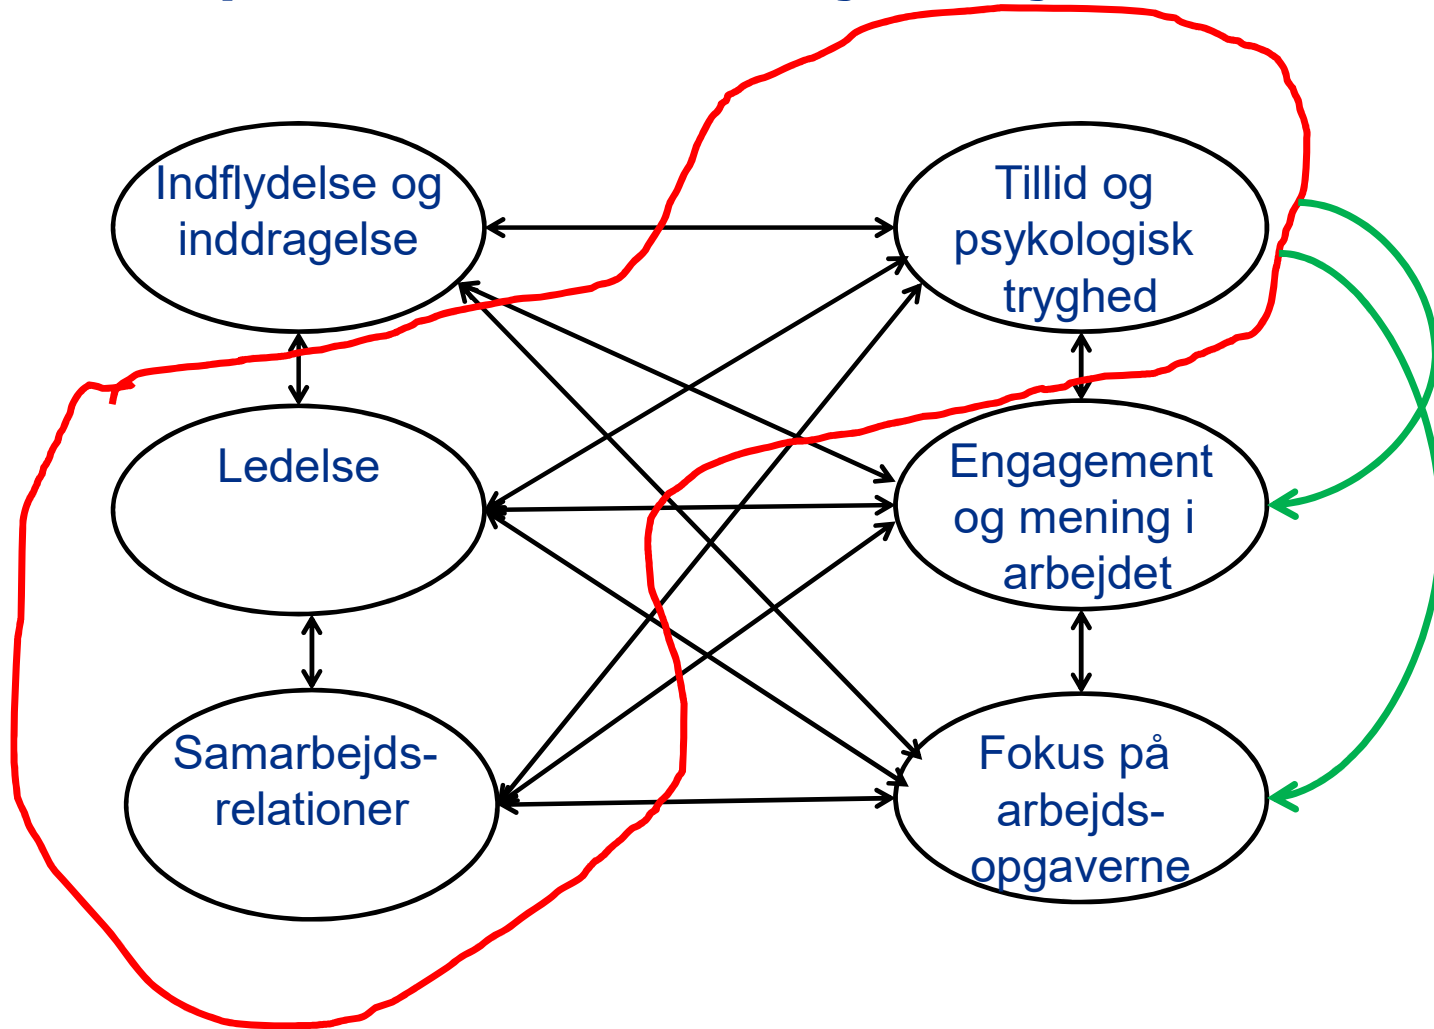 Indflydelse og
inddragelse
Tillid og
psykologisk
tryghed
Ledelse
Engagement
og mening i
arbejdet
Samarbejds-
relationer
Fokus på
arbejds-
opgaverne